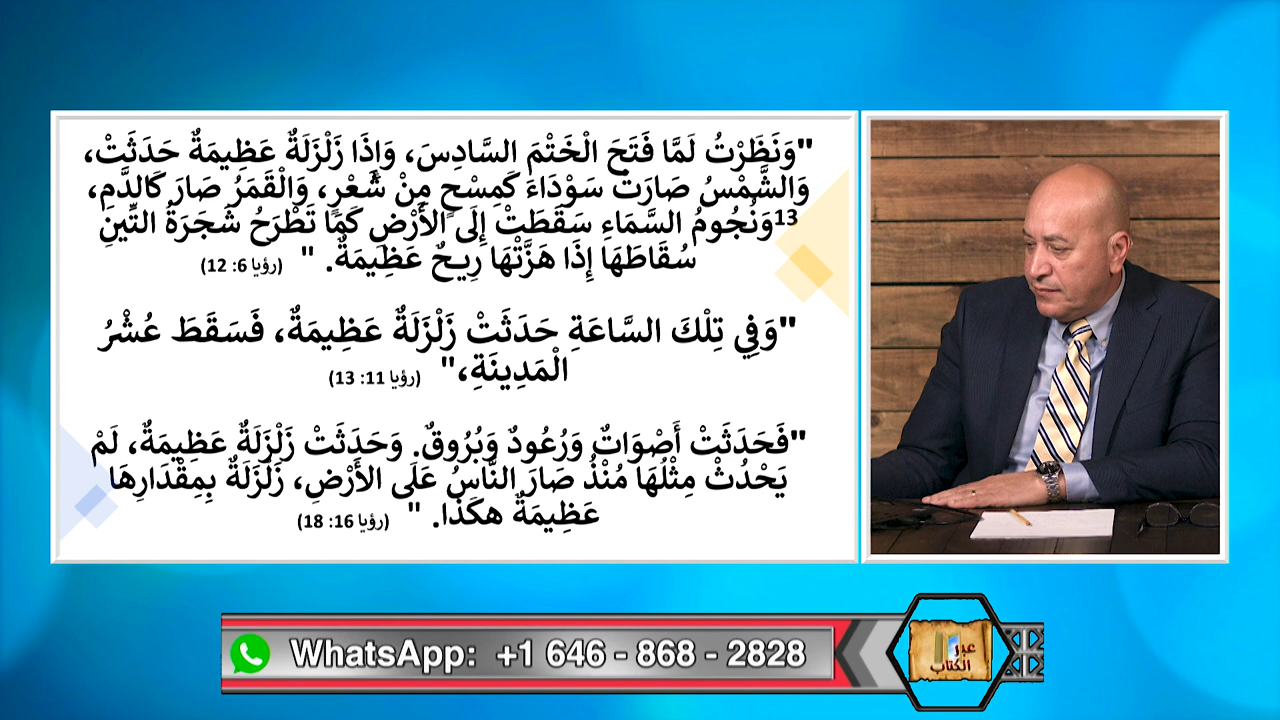 "وَنَظَرْتُ لَمَّا فَتَحَ الْخَتْمَ السَّادِسَ، وَإِذَا زَلْزَلَةٌ عَظِيمَةٌ حَدَثَتْ،
وَالشَّمْسُ صَارَتْ سَوْدَاءَ كَمِسْحٍ مِنْ شَعْرٍ، وَالْقَمَرُ صَارَ كَالدَّمِ،
13وَنُجُومُ السَّمَاءِ سَقَطَتْ إِلَى الأَرْضِ كَمَا تَطْرَحُ شَجَرَةُ التِّينِ
سُقَاطَهَا إِذَا هَزَّتْهَا رِيحٌ عَظِيمَةٌ. " (رؤيا 6: 12)
"وَفِي تِلْكَ السَّاعَةِ حَدَثَتْ زَلْزَلَةٌ عَظِيمَةٌ، فَسَقَطَ عُشْرُ
الْمَدِينَةِ،" (رؤيا 11: 13)
"فَحَدَثَتْ أَصْوَاتٌ وَرُعُودٌ وَبُرُوقٌ. وَحَدَثَتْ زَلْزَلَةٌ عَظِيمَةٌ، لَمْ
يَحْدُثْ مِثْلُهَا مُنْذُ صَارَ النَّاسُ عَلَى الأَرْضِ، زَلْزَلَةٌ بِمِقْدَارِهَا
عَظِيمَةٌ هكَذَا. " (رؤيا 16: 18)
WhatsApp: +1 646 - 868 - 2828
عبر
الكتاب